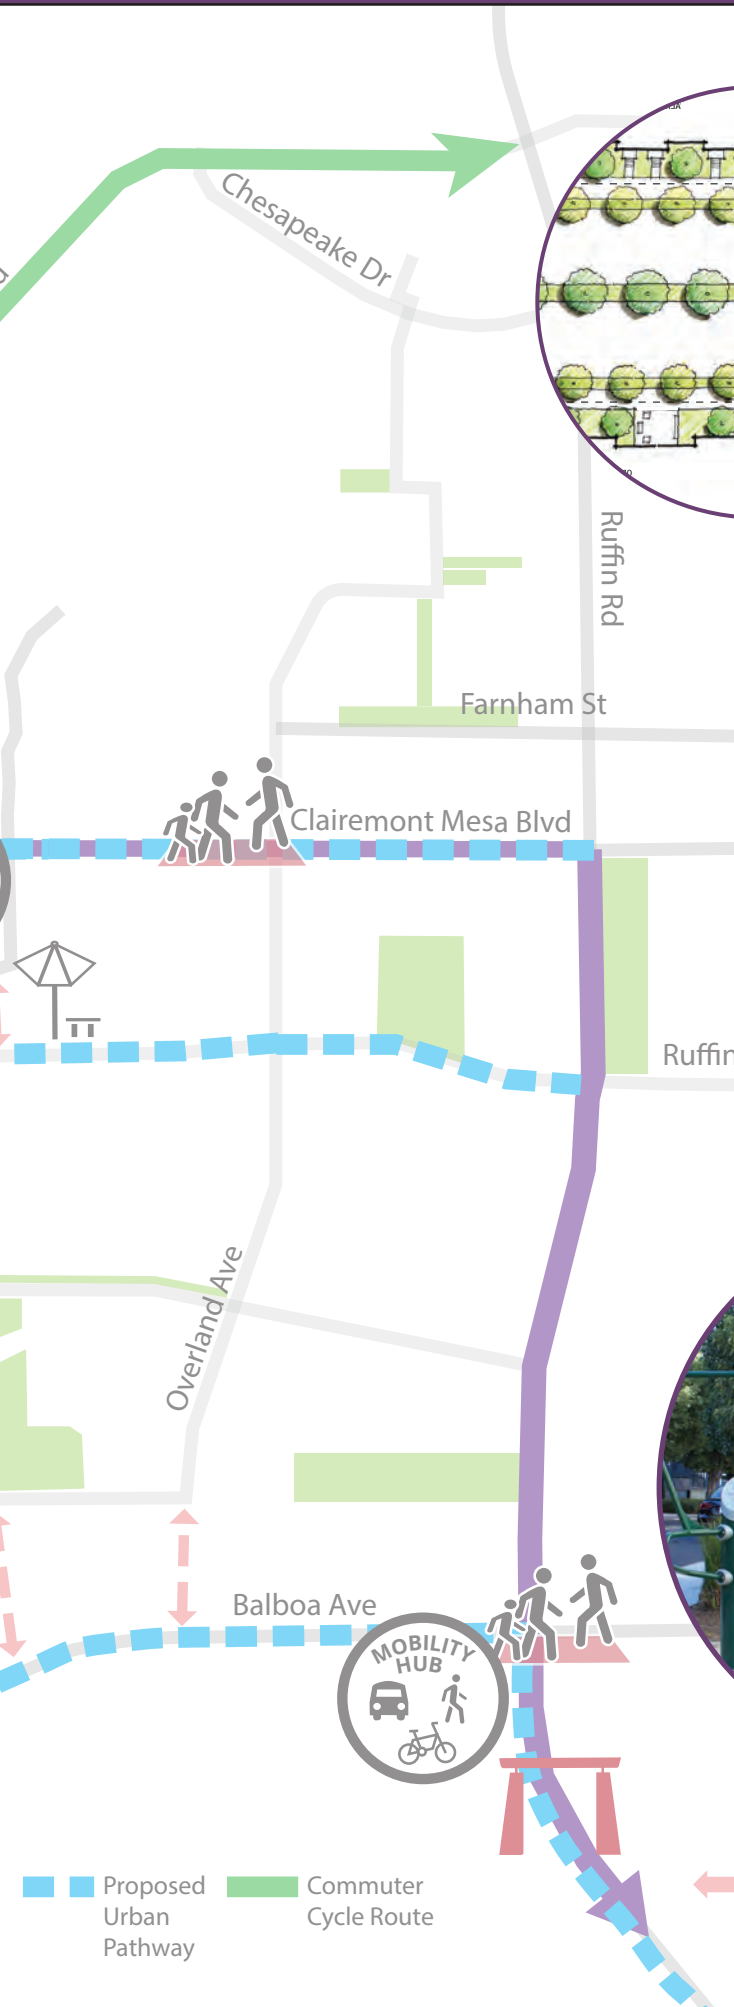 Chesapeake Dr
Ruffin Rd
Farnham St
Clairemont Mesa Blvd
Ruffin
Overland Ave
Balboa Ave
MOBILITY
HUB
Proposed
Urban
Pathway
Commuter
Cycle Route